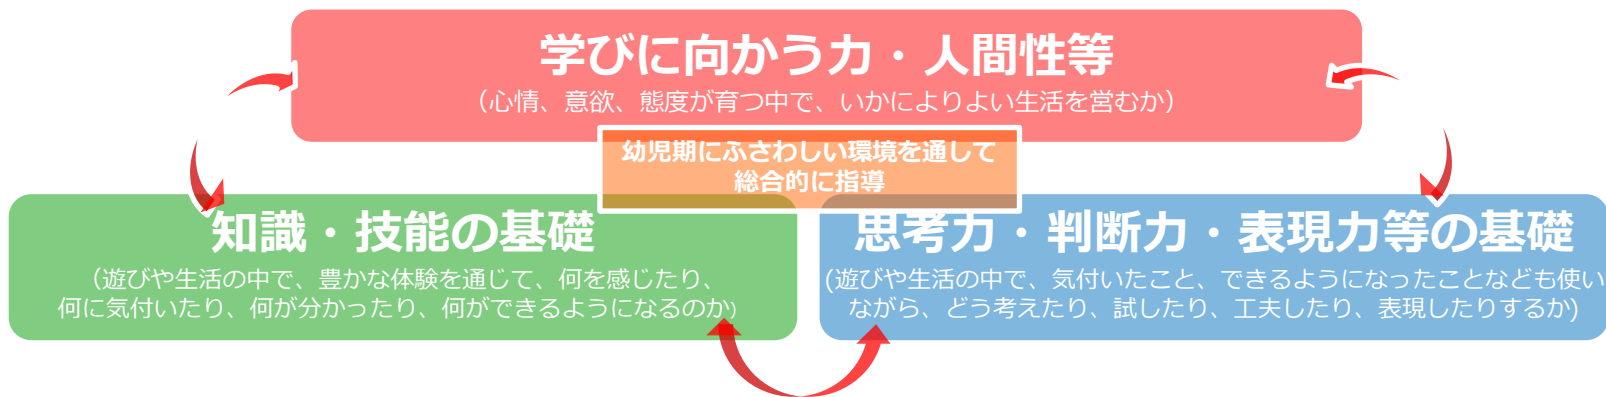 学びに向かう力・人間性等
（心情、意欲、態度が育つ中で、いかによりよい生活を営むか）
幼児期にふさわしい環境を通して
総合的に指導
知識・技能の基礎
（遊びや生活の中で、豊かな体験を通じて、何を感じたり、
何に気付いたり、何が分かったり、何ができるようになるのか）
思考力・判断力・表現力等の基礎
(遊びや生活の中で、気付いたこと、できるようになったことなども使い
ながら、どう考えたり、試したり、工夫したり、表現したりするか)